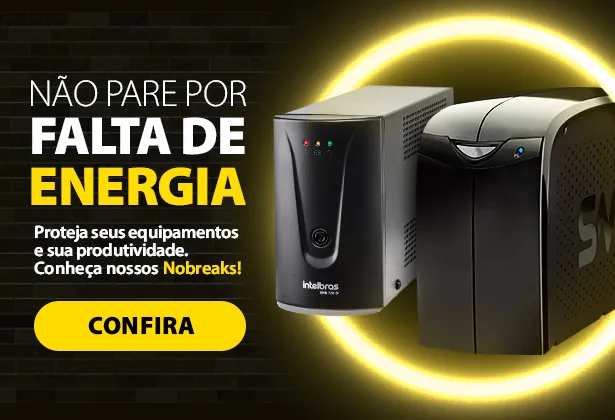 NÃO PARE POR
FALTA DE
ENERGIA
Proteja seus equipamentos
e sua produtividade.
Conheça nossos Nobreaks!
CONFIRA
intelbras